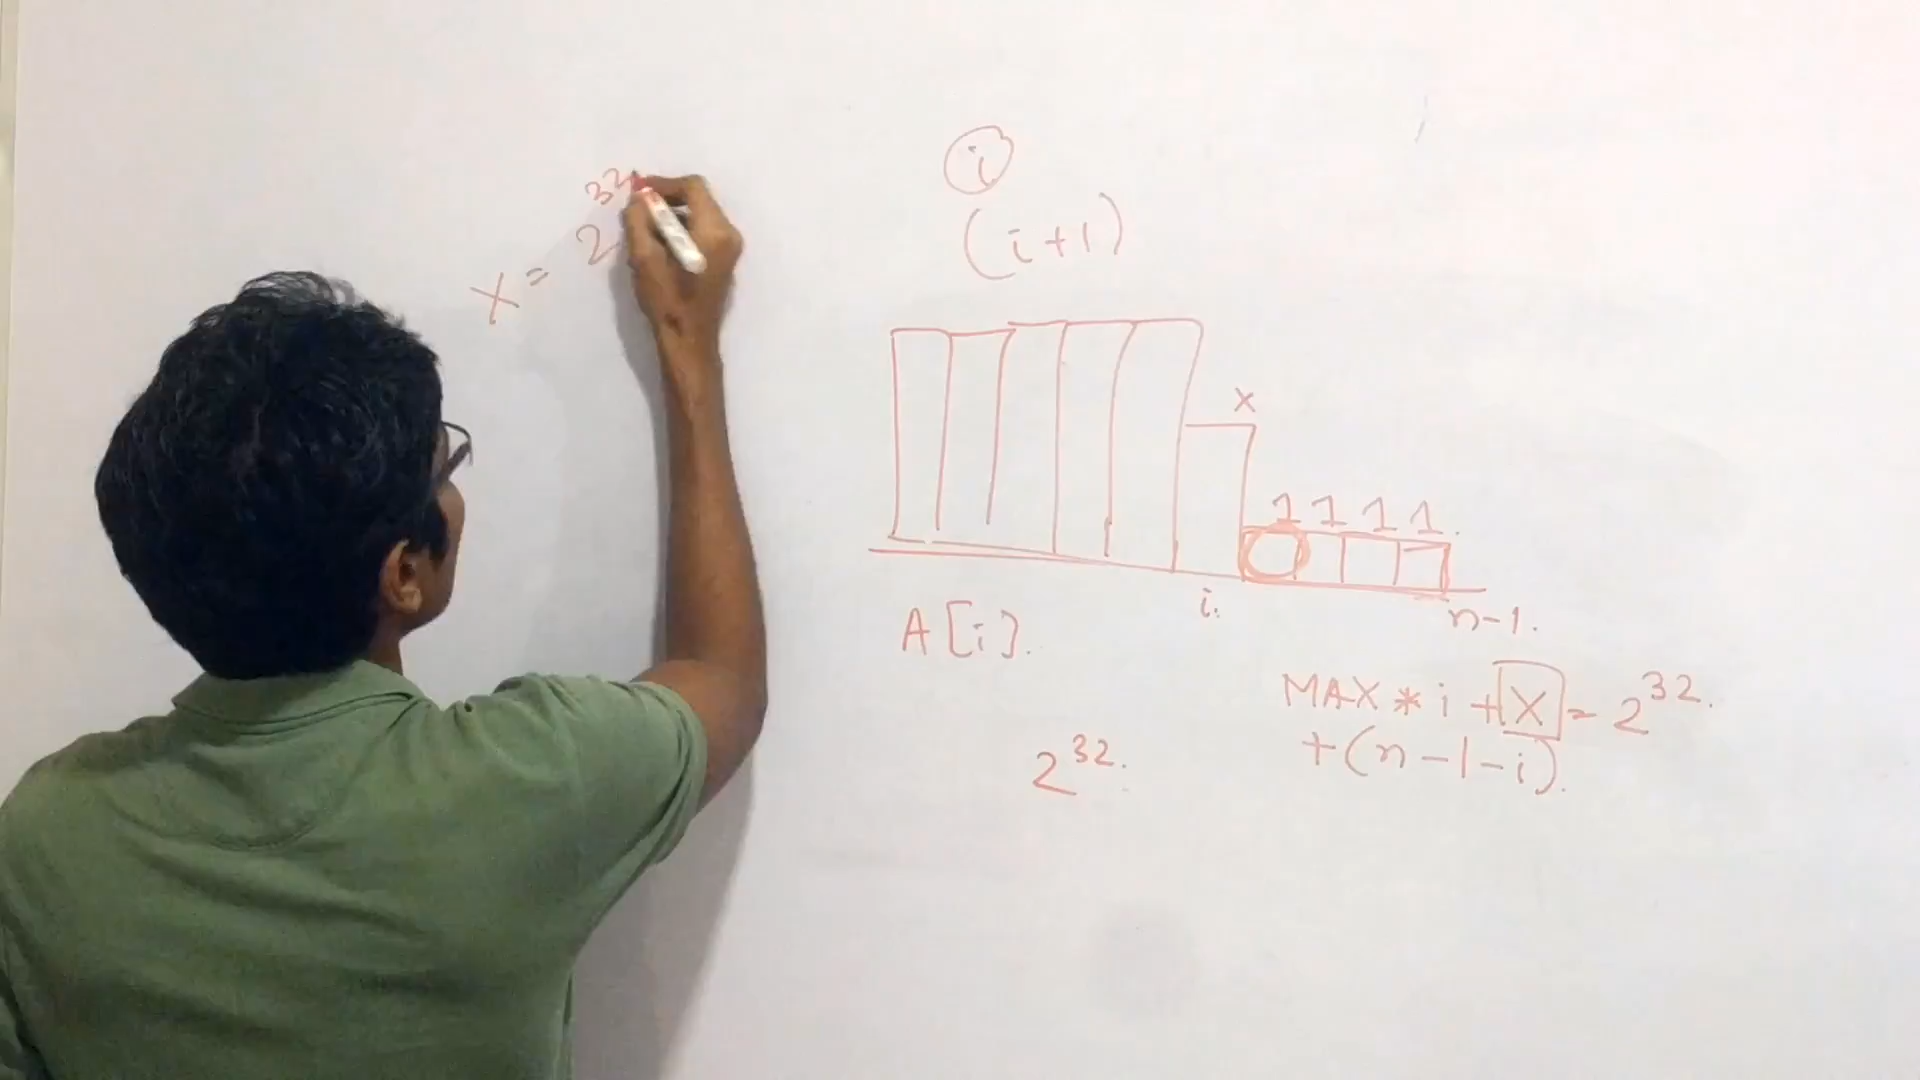 X = 2^32
i
(i+1)
X
1 1 1 1.
i.
n-1.
A[i].
MAX * i + X = 2^32.
+(n-1-i).
2^32.